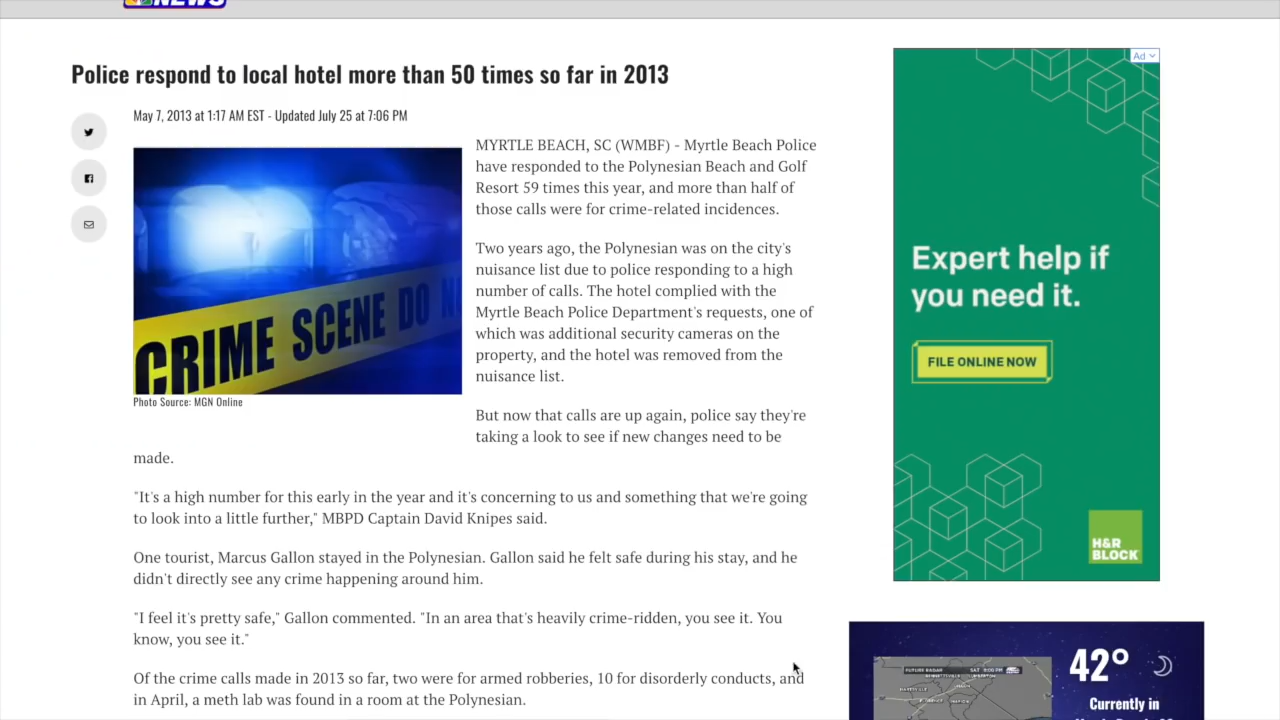 NEWS
Police respond to local hotel more than 50 times so far in 2013
May 7, 2013 at 1:17 AM EST - Updated July 25 at 7:06 PM
MYRTLE BEACH, SC (WMBF) - Myrtle Beach Police
have responded to the Polynesian Beach and Golf
Resort 59 times this year, and more than half of
those calls were for crime-related incidences.
Two years ago, the Polynesian was on the city's
nuisance list due to police responding to a high
number of calls. The hotel complied with the
Myrtle Beach Police Department's requests, one of
which was additional security cameras on the
property, and the hotel was removed from the
nuisance list.
CRIME SCENE DO N
Photo Source: MGN Online
But now that calls are up again, police say they're
taking a look to see if new changes need to be
made.
"It's a high number for this early in the year and it's concerning to us and something that we're going
to look into a little further," MBPD Captain David Knipes said.
One tourist, Marcus Gallon stayed in the Polynesian. Gallon said he felt safe during his stay, and he
didn't directly see any crime happening around him.
"I feel it's pretty safe," Gallon commented. "In an area that's heavily crime-ridden, you see it. You
know, you see it."
Of the crime calls made in 2013 so far, two were for armed robberies, 10 for disorderly conducts, and
in April, a meth lab was found in a room at the Polynesian.
Ad
Expert help if
you need it.
FILE ONLINE NOW
H&R
BLOCK
FUTURE RADAR
42°
Currently in